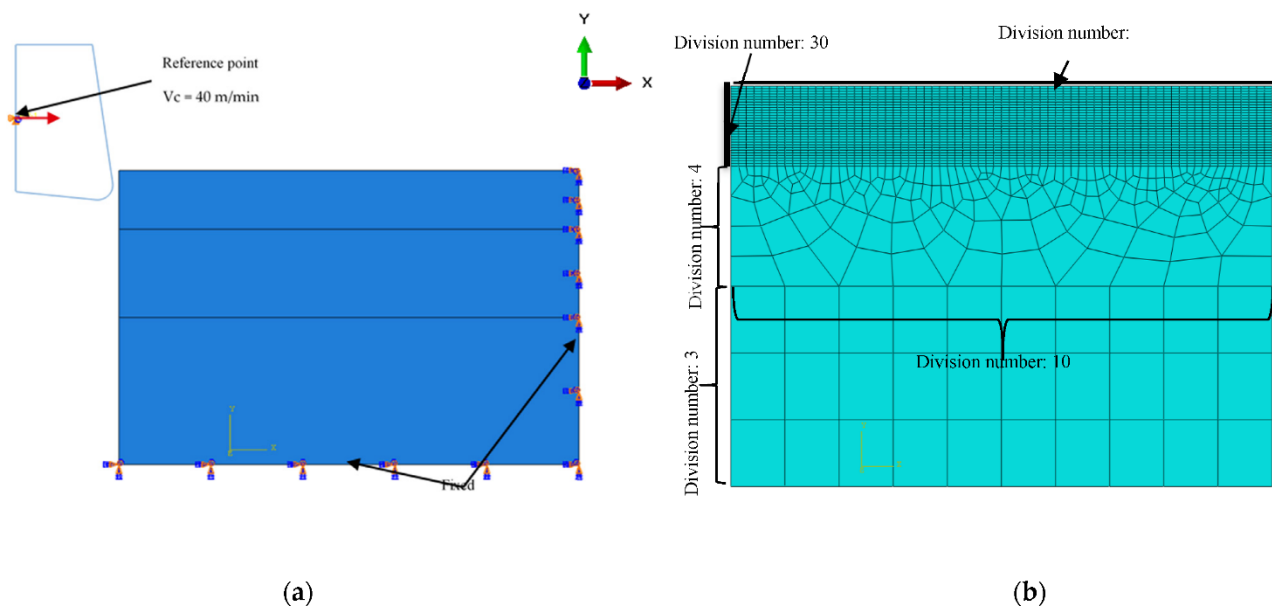 Reference point
Vc = 40 m/min
Y
X
Fixed
Y
X
Z
(a)
Division number: 30
Division number:
Division number: 4
Division number: 3
Division number: 10
Y
(b)